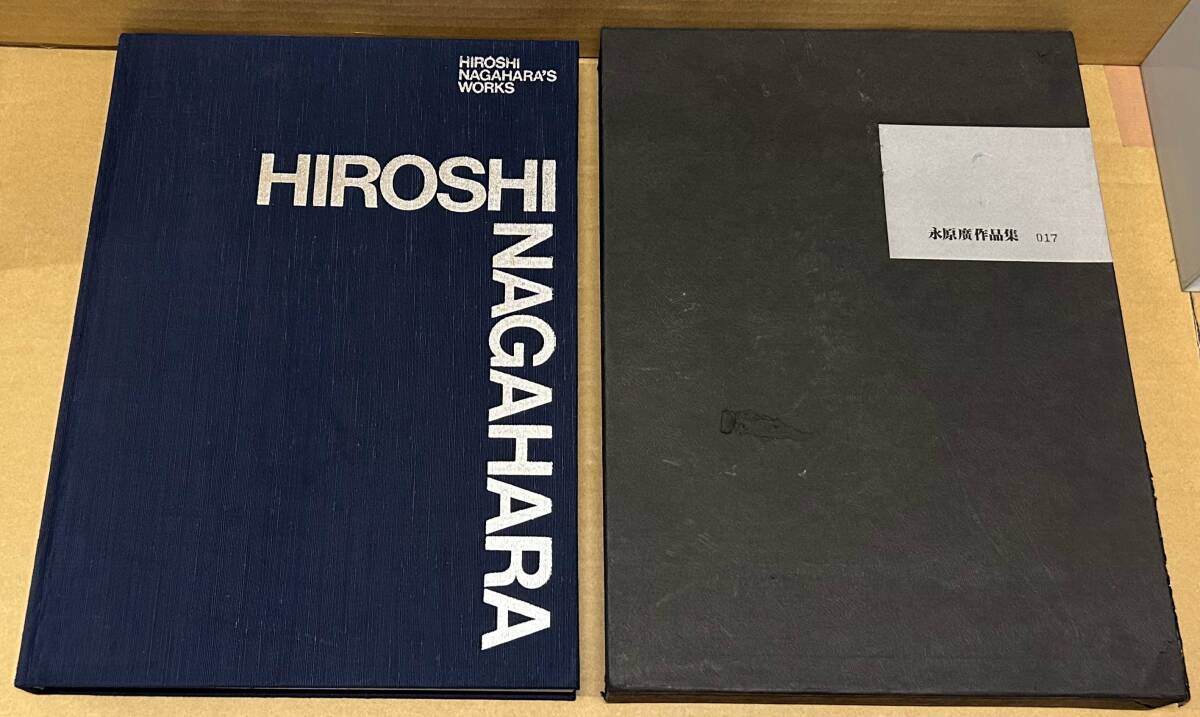 HIROSHI
NAGAHARA'S
WORKS
HIROSHI
NAGAHARA
永原廣作品集 017